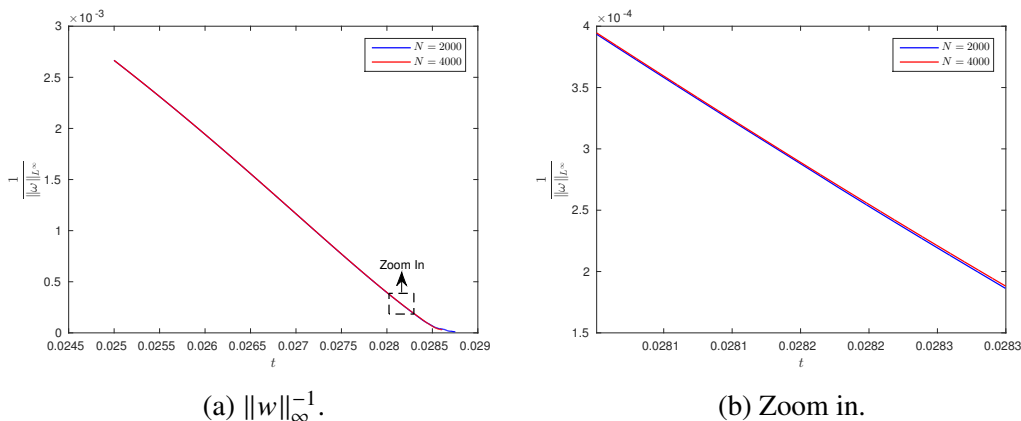 ×10⁻³
3
2.5
2
1.5
1
0.5
0
1/‖ω‖_{L^∞}
N = 2000
N = 4000
Zoom In
0.0245 0.025 0.0255 0.026 0.0265 0.027 0.0275 0.028 0.0285 0.029
t
(a) ‖w‖_∞^{-1}.
×10⁻⁴
4
3.5
3
2.5
2
1.5
1/‖ω‖_{L^∞}
N = 2000
N = 4000
0.0281 0.0281 0.0282 0.0282 0.0283 0.0283
t
(b) Zoom in.